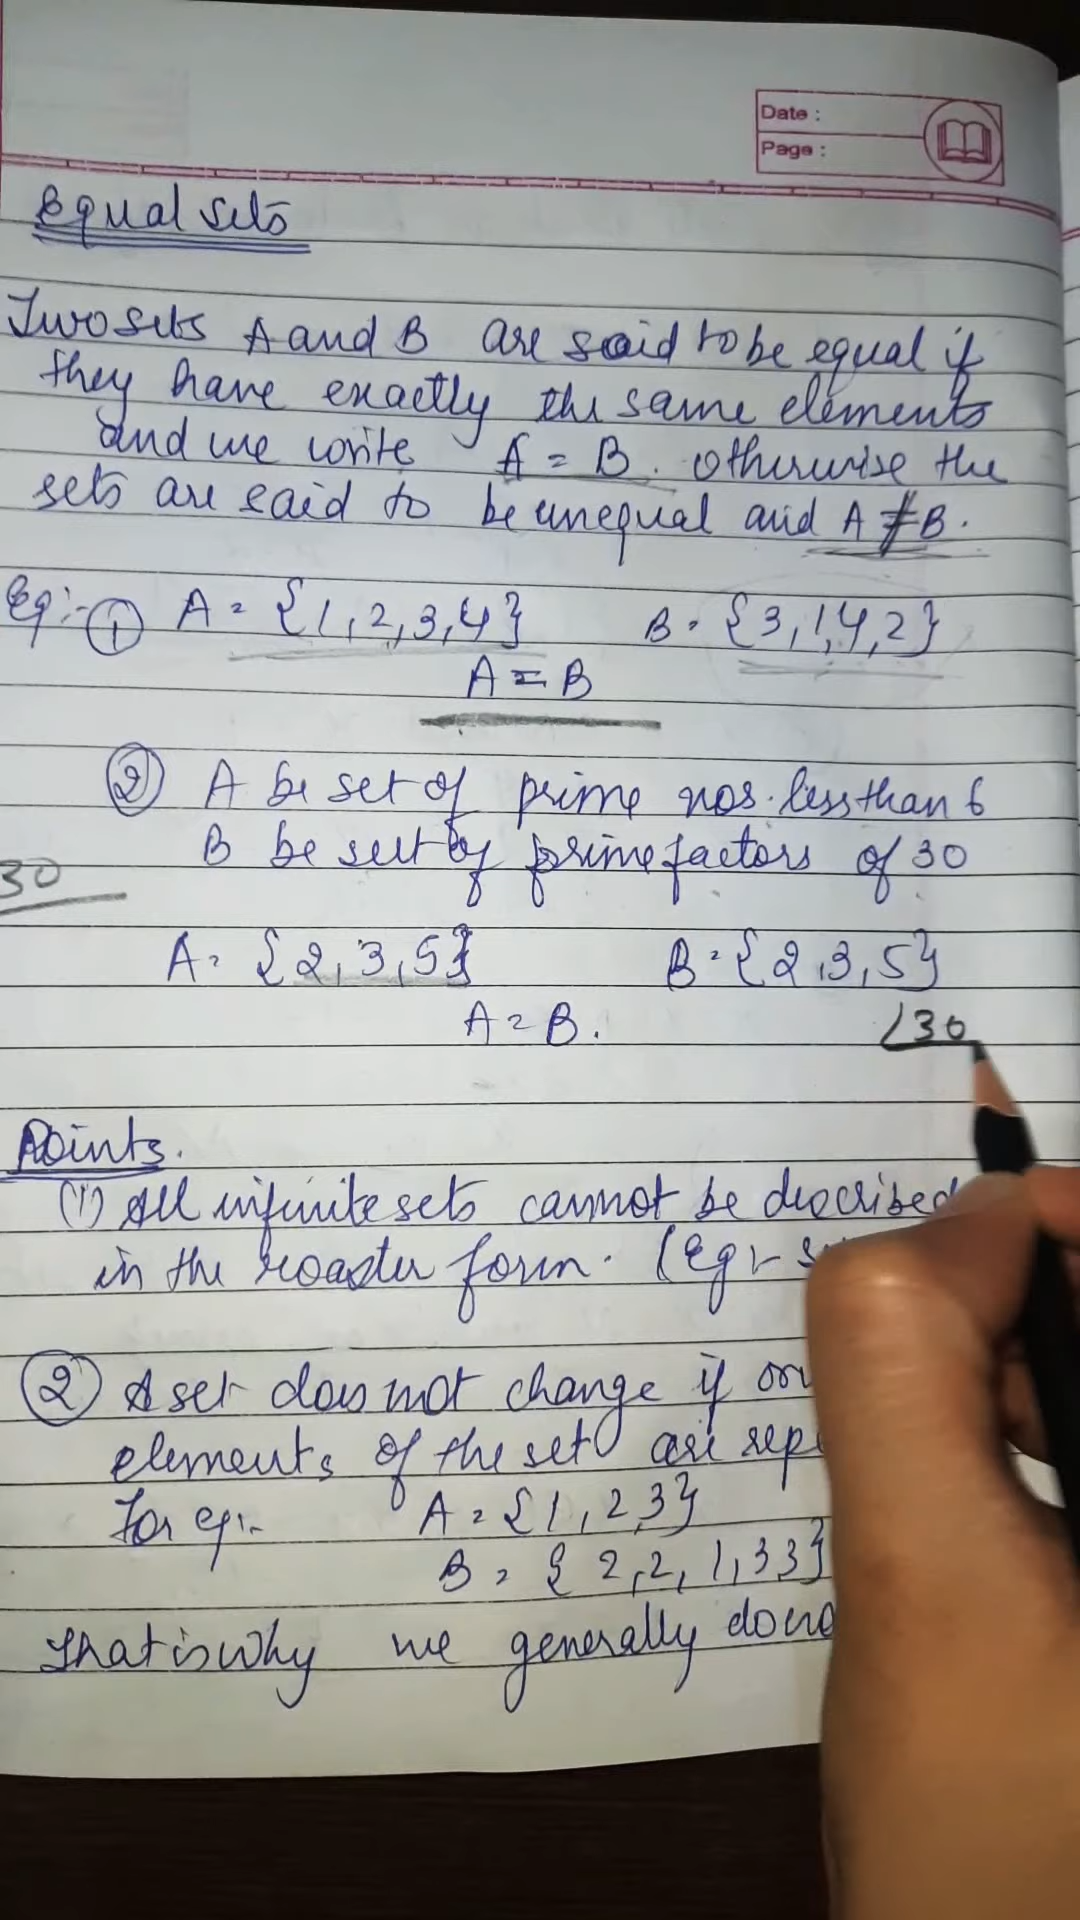 Date :
Page :
Equal sets
Two sets A and B are said to be equal if
they have exactly the same elements
and we write A = B. otherwise the
sets are said to be unequal and A ≠ B.
Eg:- ① A = {1,2,3,4} B = {3,1,4,2}
A = B
② A be set of prime nos. less than 6
B be set of prime factors of 30
30
A = {2,3,5} B = {2,3,5}
A = B.
30
Points.
(1) All infinite sets cannot be described
in the roaster form. (Eg:-
② A set does not change if
elements of the set are
For eg:- A = {1,2,3}
B = {2,2,1,3,3}
That is why we generally